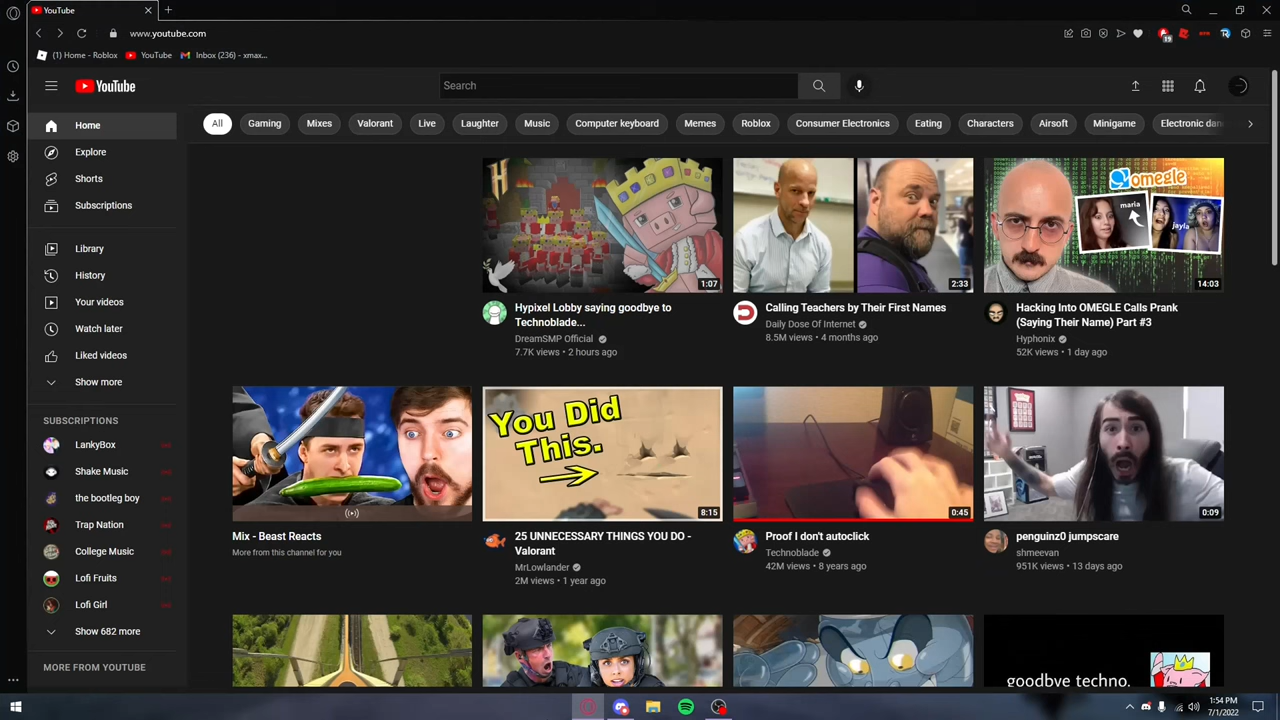 YouTube
www.youtube.com
(1) Home - Roblox
YouTube
Inbox (236) - xmax...
YouTube
Search
All
Gaming
Mixes
Valorant
Live
Laughter
Music
Computer keyboard
Memes
Roblox
Consumer Electronics
Eating
Characters
Airsoft
Minigame
Electronic dan
Home
Explore
Shorts
Subscriptions
Library
History
Your videos
Watch later
Liked videos
Show more
SUBSCRIPTIONS
LankyBox
Shake Music
the bootleg boy
Trap Nation
College Music
Lofi Fruits
Lofi Girl
Show 682 more
MORE FROM YOUTUBE
1:07
Hypixel Lobby saying goodbye to
Technoblade...
DreamSMP Official
7.7K views • 2 hours ago
2:33
Calling Teachers by Their First Names
Daily Dose Of Internet
8.5M views • 4 months ago
omegle
maria
jayla
14:03
Hacking Into OMEGLE Calls Prank
(Saying Their Name) Part #3
Hyphonix
52K views • 1 day ago
Mix - Beast Reacts
More from this channel for you
You Did
This.
8:15
25 UNNECESSARY THINGS YOU DO -
Valorant
MrLowlander
2M views • 1 year ago
0:45
Proof I don't autoclick
Technoblade
42M views • 8 years ago
0:09
penguinz0 jumpscare
shmeevan
951K views • 13 days ago
goodbye techno.
19
1:54 PM
7/1/2022